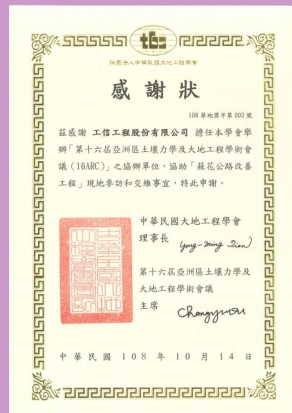 tGs
社團法人中華民國大地工程學會
感謝狀
108 華地獎字第 003 號
茲感謝 工信工程股份有限公司 擔任本學會舉
辦「第十六屆亞洲區土壤力學及大地工程學術會
議 (16ARC)」之協辦單位，協助「蘇花公路改善
工程」現地參訪和交維事宜，特此申謝。
中華民國大地工程學會
理事長
第十六屆亞洲區土壤力學及
大地工程學術會議
主席
中華民國 108 年 10 月 14 日